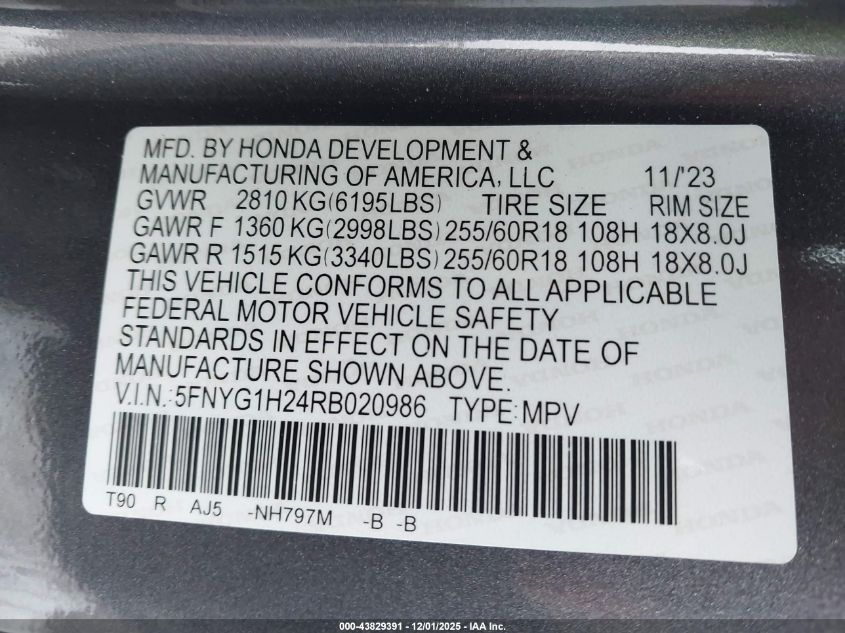 MFD. BY HONDA DEVELOPMENT &
MANUFACTURING OF AMERICA, LLC 11/'23
GVWR 2810 KG(6195LBS) TIRE SIZE RIM SIZE
GAWR F 1360 KG(2998LBS) 255/60R18 108H 18X8.0J
GAWR R 1515 KG(3340LBS) 255/60R18 108H 18X8.0J
THIS VEHICLE CONFORMS TO ALL APPLICABLE
FEDERAL MOTOR VEHICLE SAFETY
STANDARDS IN EFFECT ON THE DATE OF
MANUFACTURE SHOWN ABOVE.
V.I.N.:5FNYG1H24RB020986 TYPE:MPV
T90 R AJ5 -NH797M -B -B
000-43829391 - 12/01/2025 - IAA Inc.